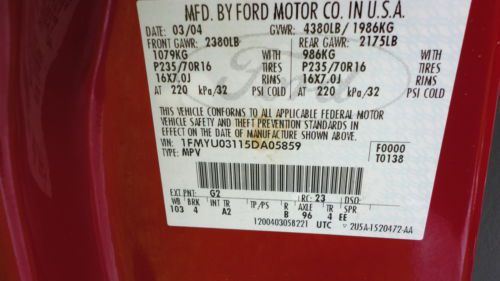 MFD. BY FORD MOTOR CO. IN U.S.A.
DATE: 03/04 GVWR: 4380LB / 1986KG
FRONT GAWR: 2380LB REAR GAWR: 2175LB
1079KG WITH 986KG WITH
P235/70R16 TIRES P235/70R16 TIRES
16X7.0J RIMS 16X7.0J RIMS
AT 220 kPa/32 PSI COLD AT 220 kPa/32 PSI COLD
THIS VEHICLE CONFORMS TO ALL APPLICABLE FEDERAL MOTOR
VEHICLE SAFETY AND THEFT PREVENTION STANDARDS IN
EFFECT ON THE DATE OF MANUFACTURE SHOWN ABOVE.
VIN: 1FMYU03115DA05859 F0000
TYPE: MPV T0138
EXT PNT: G2 RC: 23 DSO:
WB BRK INT TR TP/PS R AXLE TR SPR
103 4 A2 B 96 4 EE
1200403058221 UTC 2U5A-1520472-AA
Ford